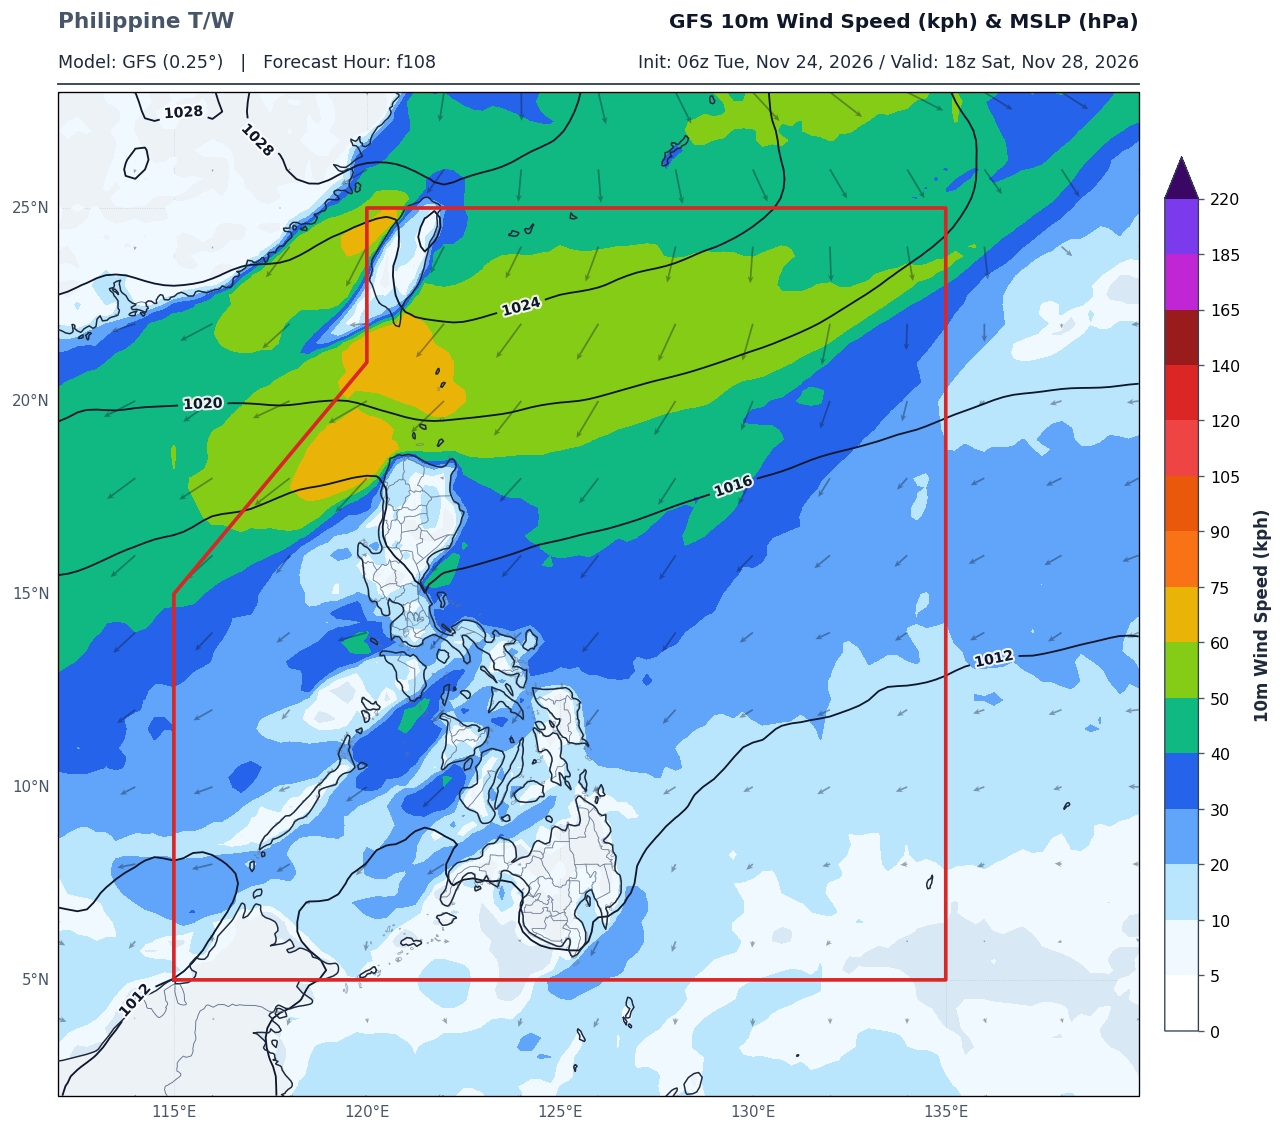 Philippine T/W
GFS 10m Wind Speed (kph) & MSLP (hPa)
Model: GFS (0.25°) | Forecast Hour: f108
Init: 06z Tue, Nov 24, 2026 / Valid: 18z Sat, Nov 28, 2026
1028
1028
1024
1020
1016
1012
1012
25°N
20°N
15°N
10°N
5°N
115°E
120°E
125°E
130°E
135°E
220
185
165
140
120
105
90
75
60
50
40
30
20
10
5
0
10m Wind Speed (kph)